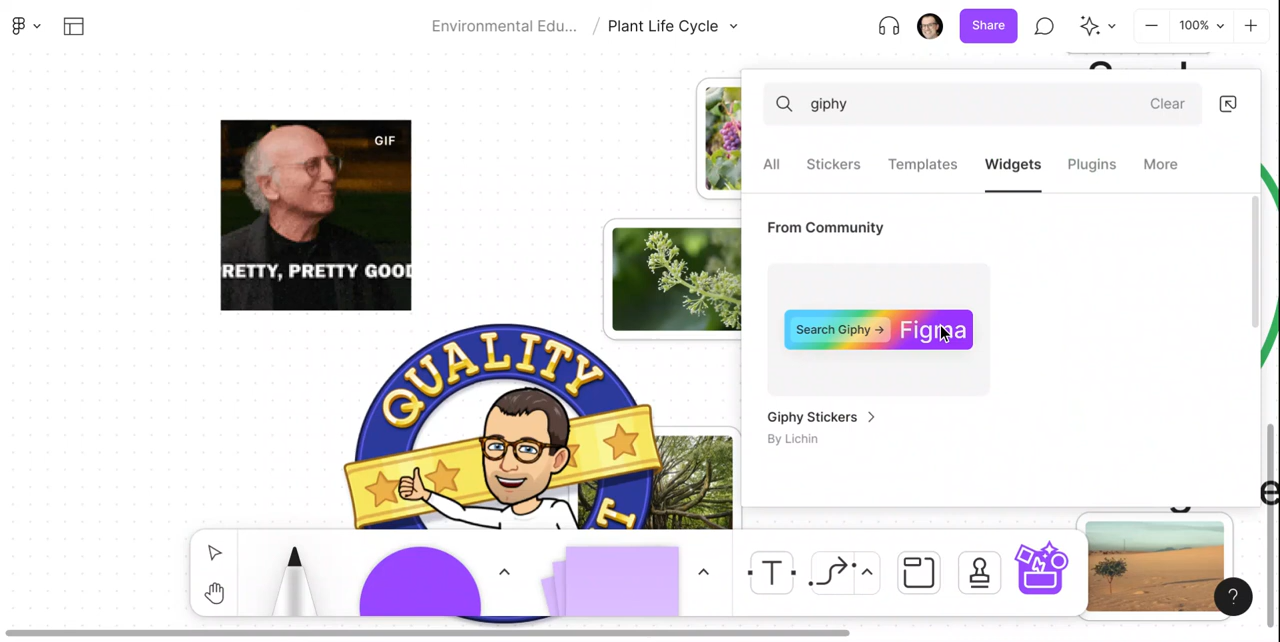 Environmental Edu... / Plant Life Cycle
Share
100%
giphy
Clear
All Stickers Templates Widgets Plugins More
From Community
Search Giphy → Figma
Giphy Stickers
By Lichin
GIF
PRETTY, PRETTY GOOD
QUALITY
T
?